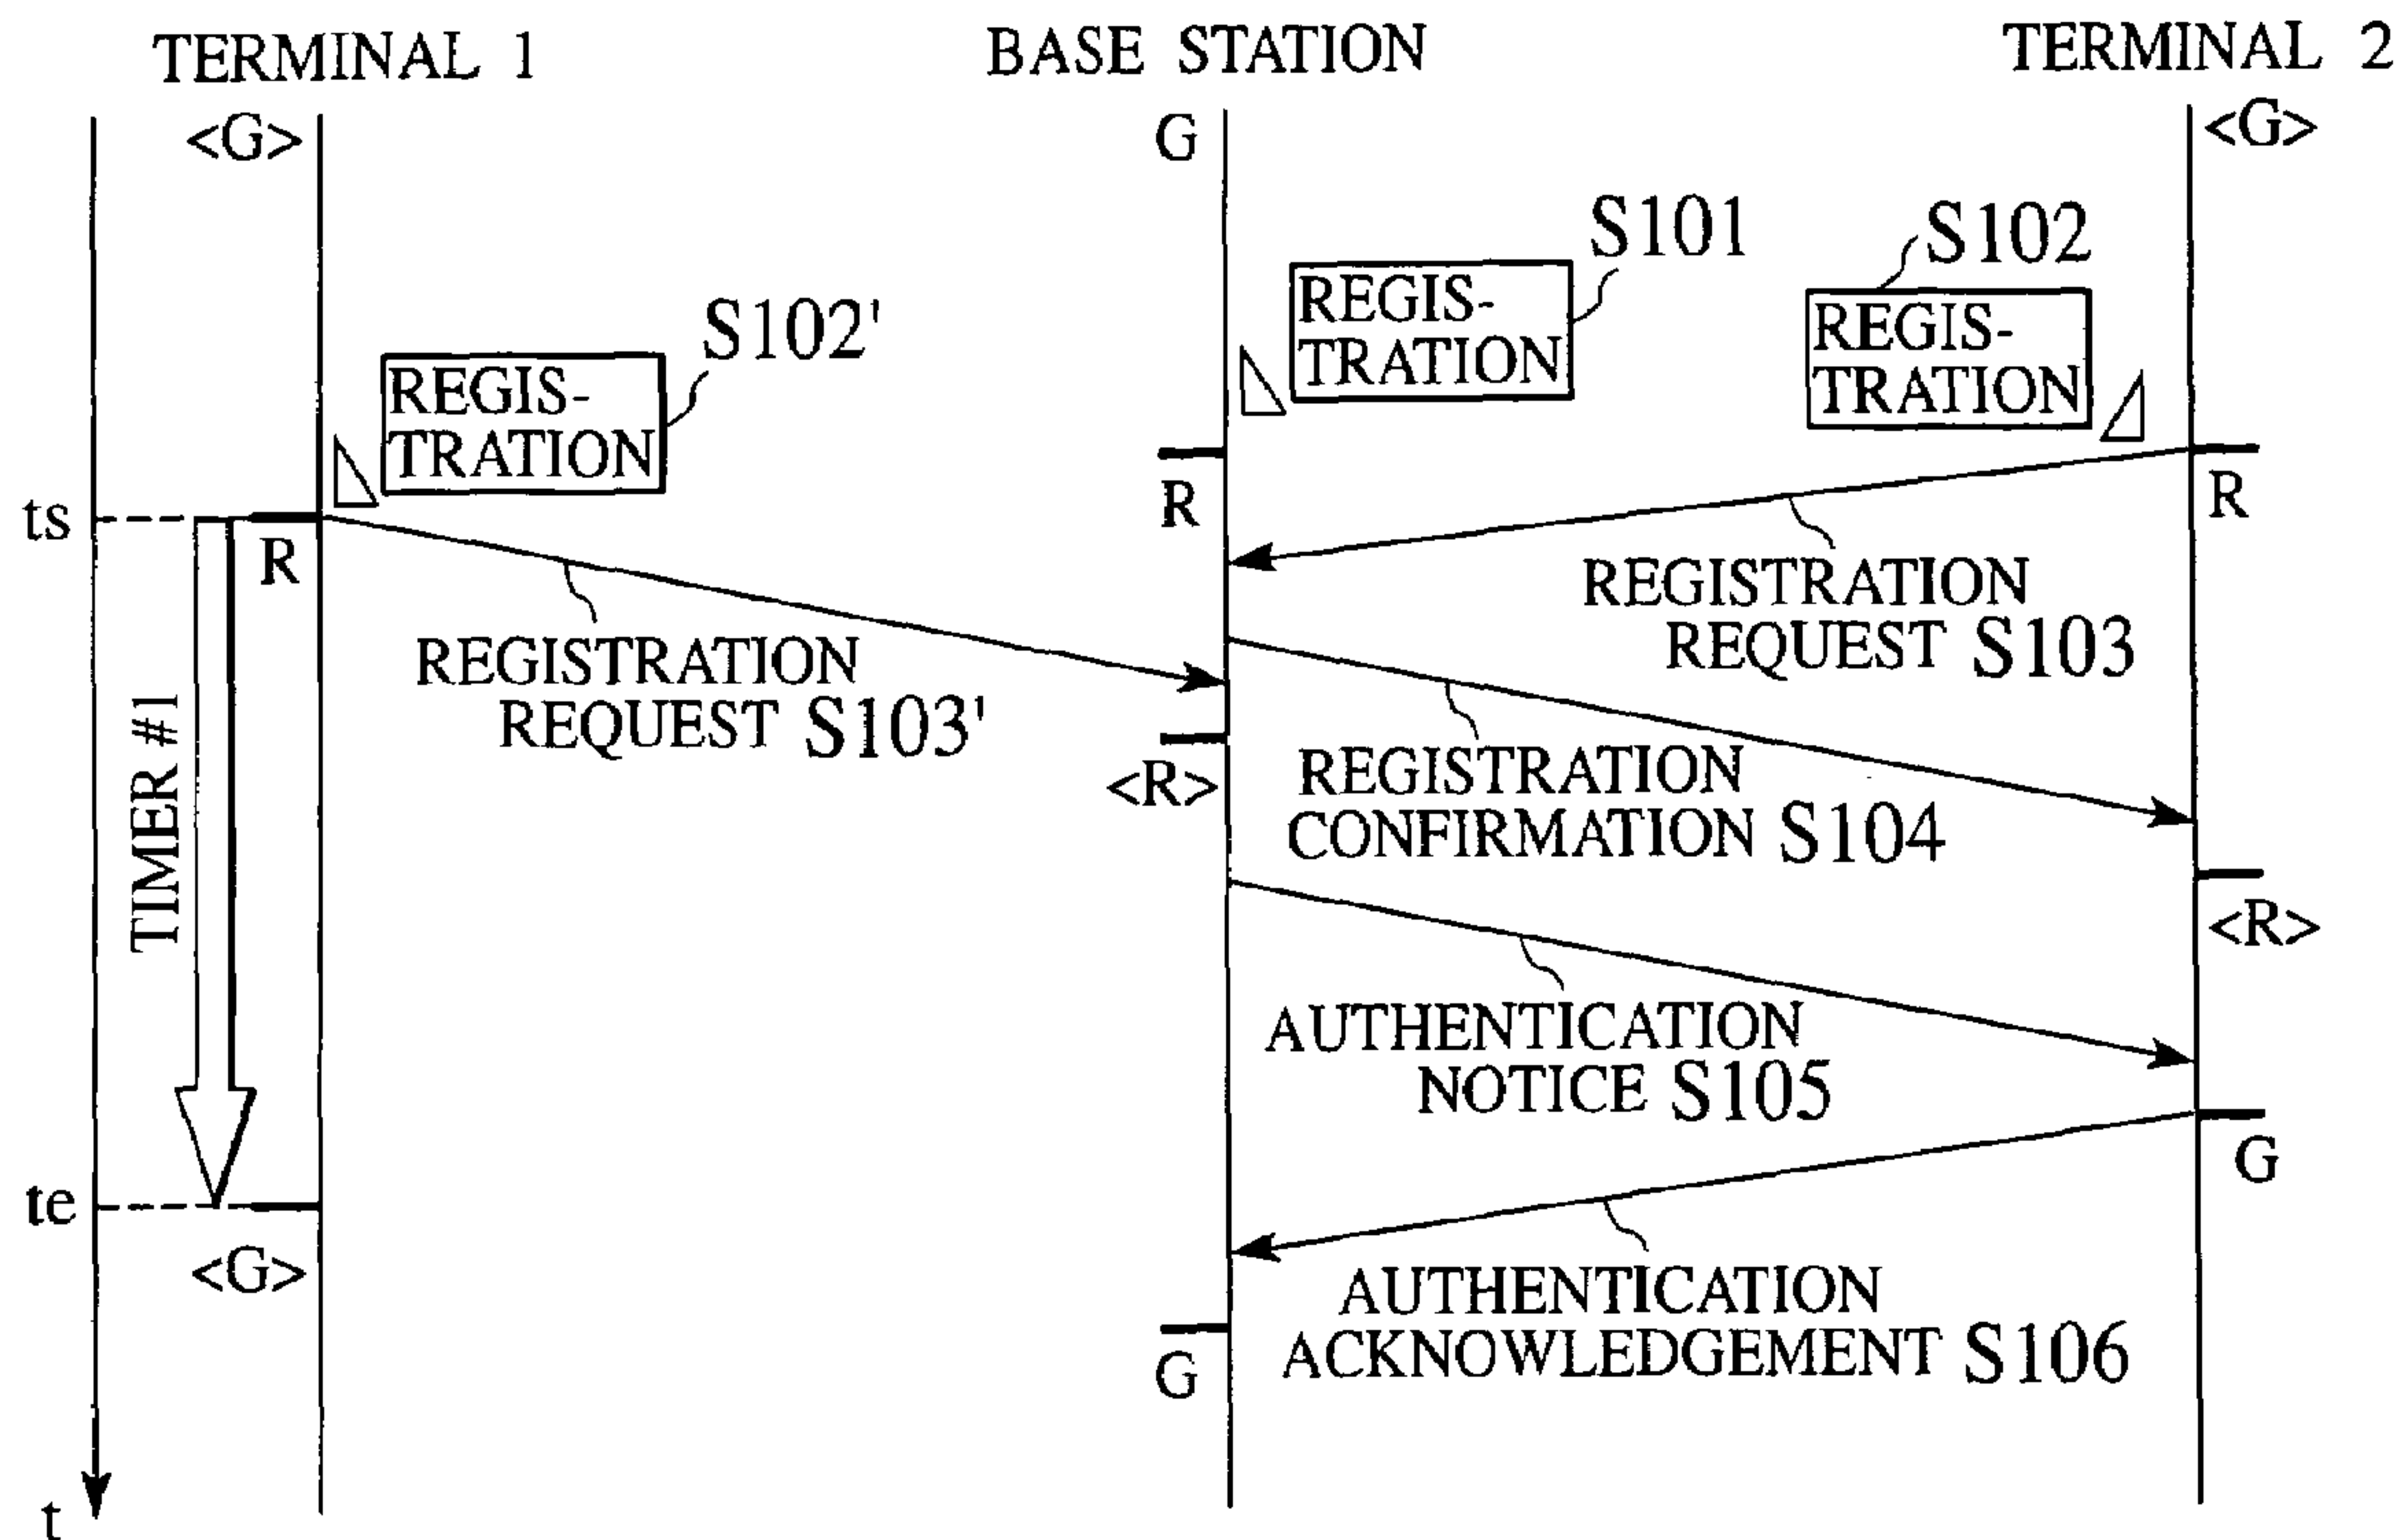 TERMINAL 1
BASE STATION
TERMINAL 2
<G>
G
<G>
S101
S102
REGIS-
TRATION
REGIS-
TRATION
S102'
REGIS-
TRATION
R
R
ts
R
REGISTRATION
REQUEST S103
REGISTRATION
REQUEST S103'
TIMER #1
<R>
REGISTRATION
CONFIRMATION S104
<R>
AUTHENTICATION
NOTICE S105
G
te
<G>
AUTHENTICATION
ACKNOWLEDGEMENT S106
G
t